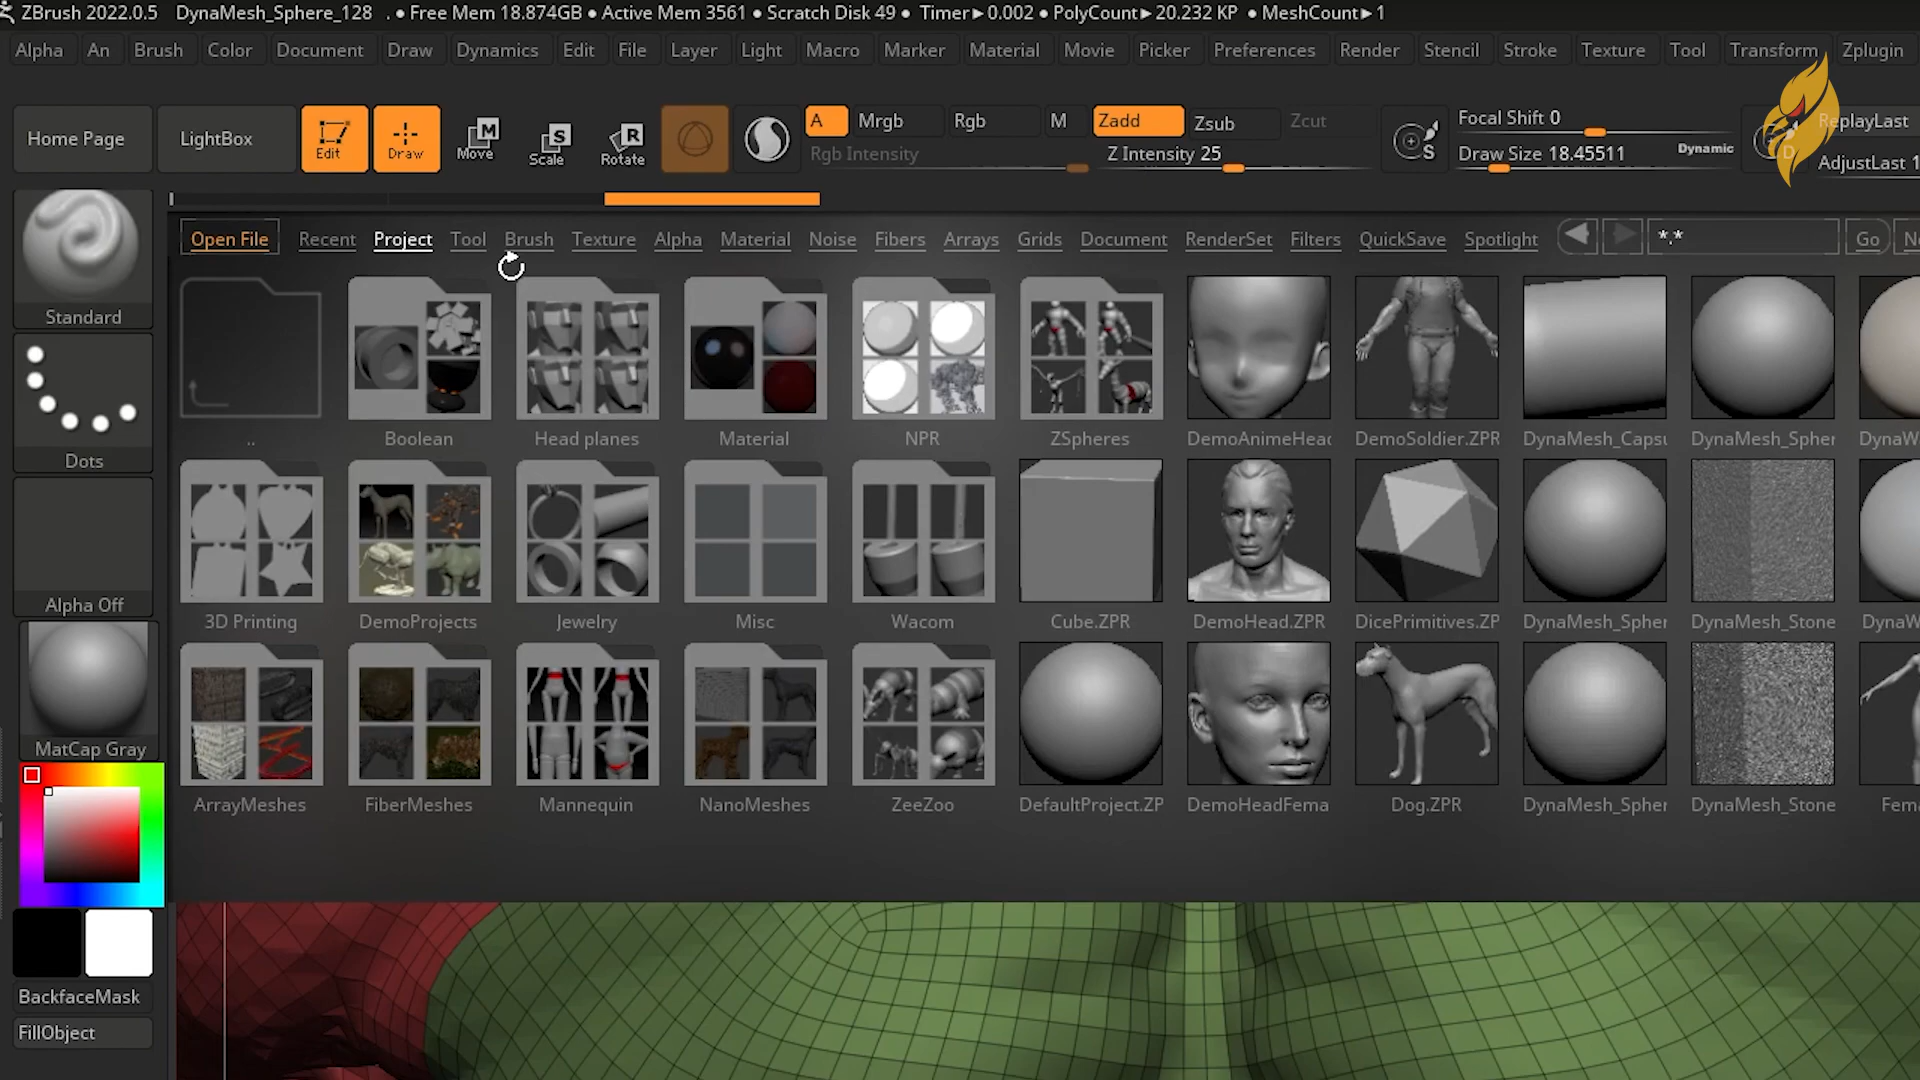 ZBrush 2022.0.5 DynaMesh_Sphere_128 . • Free Mem 18.874GB • Active Mem 3561 • Scratch Disk 49 • Timer▶0.002 • PolyCount▶20.232 KP • MeshCount▶1
Alpha An Brush Color Document Draw Dynamics Edit File Layer Light Macro Marker Material Movie Picker Preferences Render Stencil Stroke Texture Tool Transform Zplugin
Home Page LightBox Edit Draw Move Scale Rotate A Mrgb Rgb M Zadd Zsub Zcut Focal Shift 0 ReplayLast
Rgb Intensity Z Intensity 25 Draw Size 18.45511 Dynamic AdjustLast 1
Open File Recent Project Tool Brush Texture Alpha Material Noise Fibers Arrays Grids Document RenderSet Filters QuickSave Spotlight *.* Go
Standard
.. Boolean Head planes Material NPR ZSpheres DemoAnimeHead DemoSoldier.ZPR DynaMesh_Capsu DynaMesh_Spher DynaW
Dots
Alpha Off
3D Printing DemoProjects Jewelry Misc Wacom Cube.ZPR DemoHead.ZPR DicePrimitives.ZP DynaMesh_Spher DynaMesh_Stone DynaW
MatCap Gray
ArrayMeshes FiberMeshes Mannequin NanoMeshes ZeeZoo DefaultProject.ZP DemoHeadFema Dog.ZPR DynaMesh_Spher DynaMesh_Stone Fem
BackfaceMask
FillObject